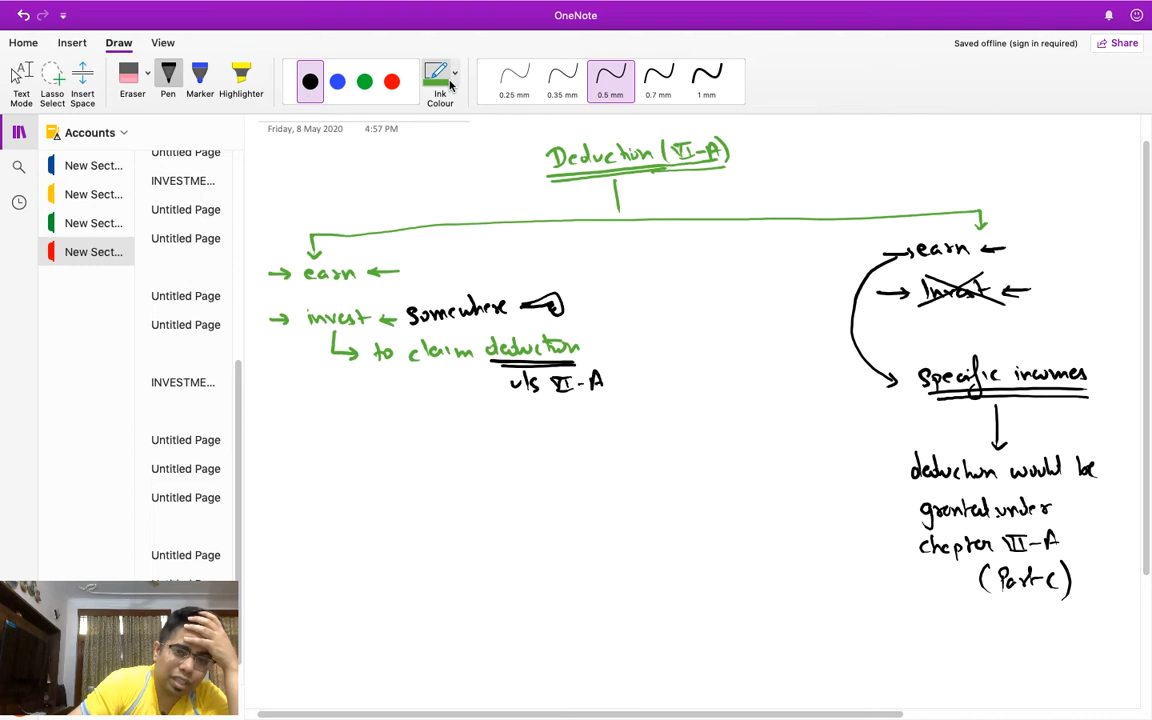 OneNote
Home Insert Draw View
Saved offline (sign in required) Share
Text Mode
Lasso Select
Insert Space
Eraser
Pen
Marker
Highlighter
Ink Colour
0.25 mm 0.35 mm 0.5 mm 0.7 mm 1 mm
Accounts
New Sect...
New Sect...
New Sect...
New Sect...
Untitled Page
INVESTME...
Untitled Page
Untitled Page
Untitled Page
Untitled Page
INVESTME...
Untitled Page
Untitled Page
Untitled Page
Untitled Page
Friday, 8 May 2020 4:57 PM
Deduction (VI-A)
earn
invest somewhere
to claim deduction
u/s VI-A
earn
Invest
specific incomes
deduction would be
granted under
chapter VI-A
(Part-C)